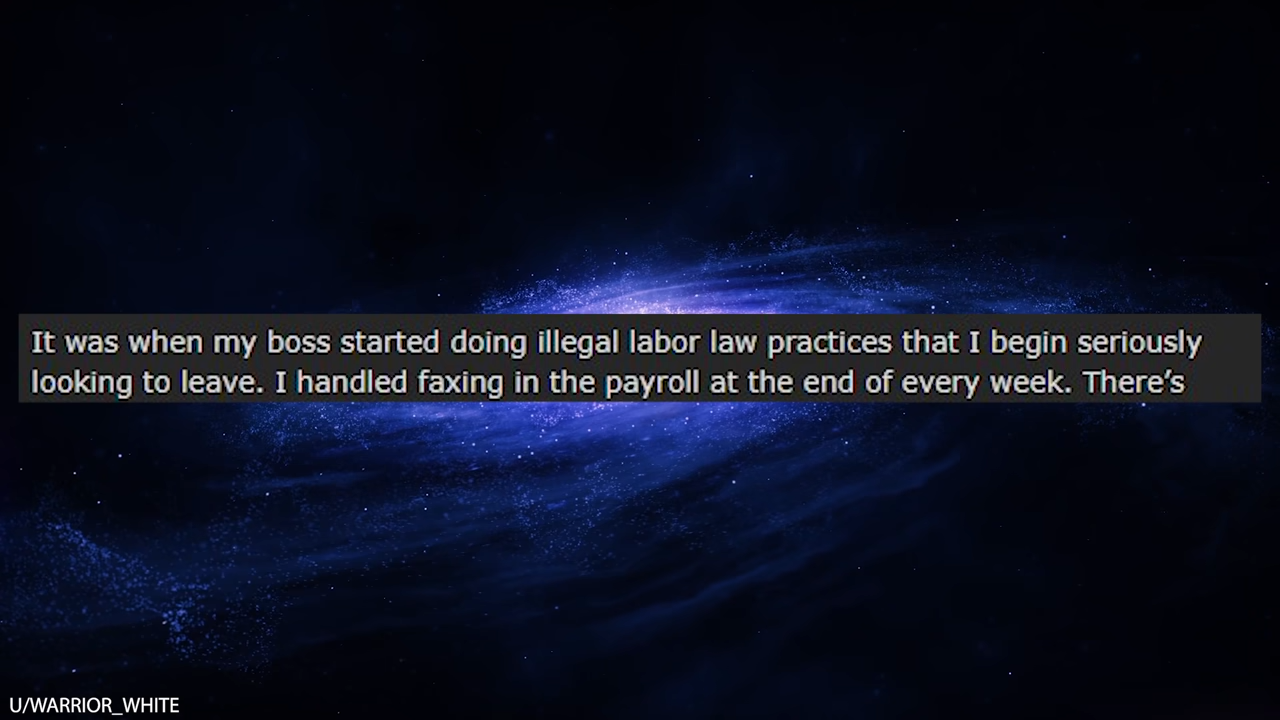 It was when my boss started doing illegal labor law practices that I begin seriously
looking to leave. I handled faxing in the payroll at the end of every week. There’s
U/WARRIOR_WHITE